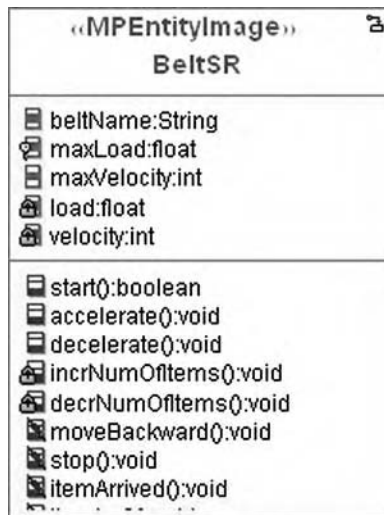 «MPEntityImage»
BeltSR
beltName:String
maxLoad:float
maxVelocity:int
load:float
velocity:int
start():boolean
accelerate():void
decelerate():void
incrNumOfItems():void
decrNumOfItems():void
moveBackward():void
stop():void
itemArrived():void